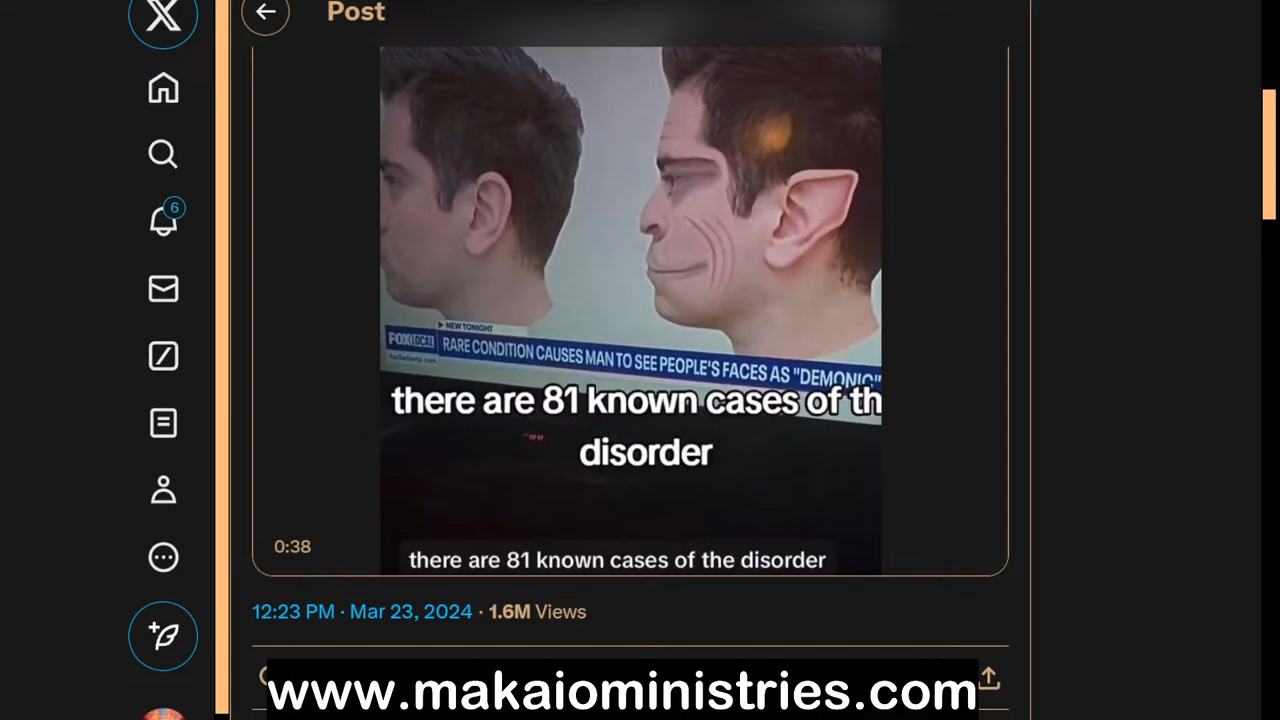 Post
6
NEW TONIGHT
FOX LOCAL
RARE CONDITION CAUSES MAN TO SEE PEOPLE'S FACES AS "DEMONIC"
there are 81 known cases of th
disorder
0:38
there are 81 known cases of the disorder
12:23 PM · Mar 23, 2024 · 1.6M Views
www.makaiominstries.com